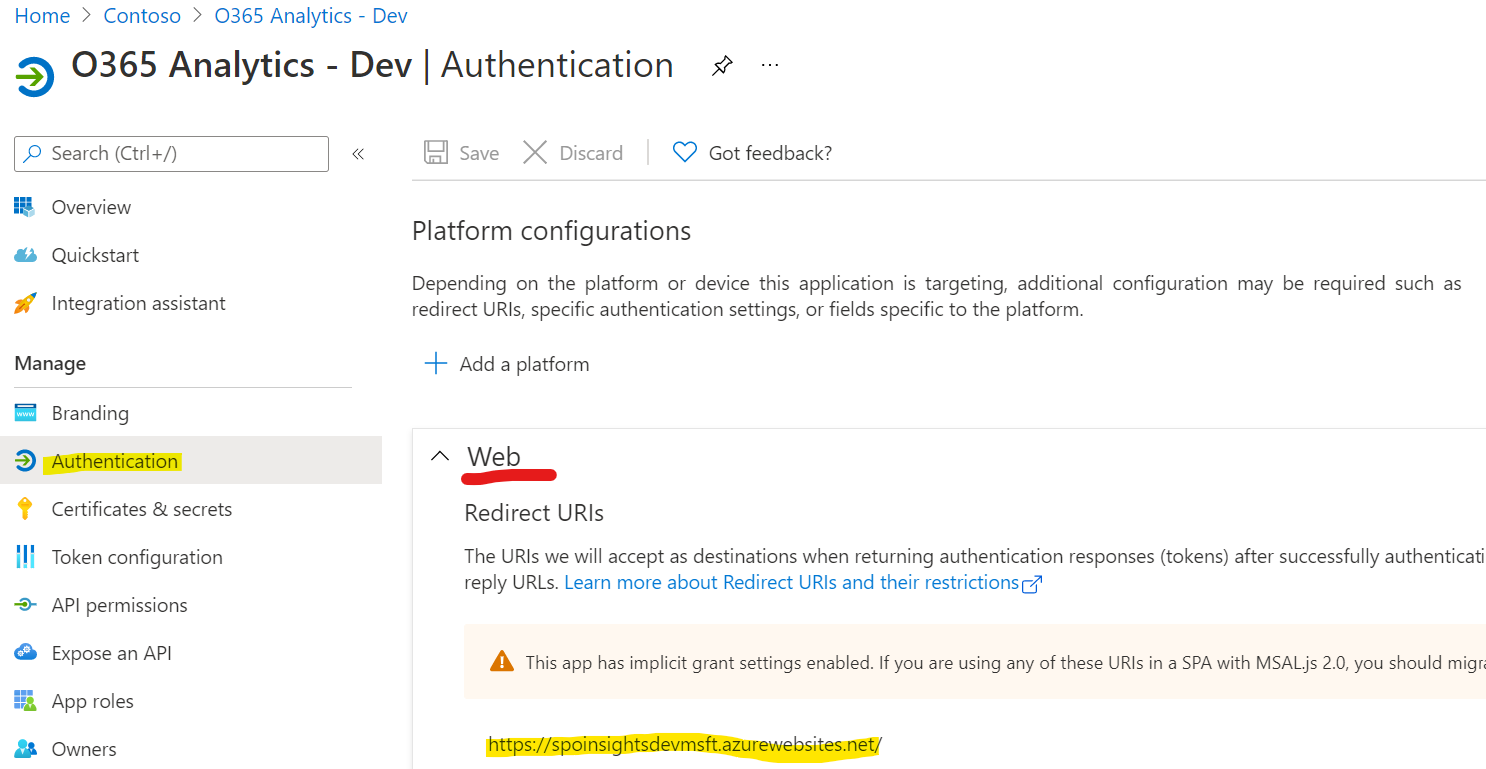 Home > Contoso > O365 Analytics - Dev
O365 Analytics - Dev | Authentication ...
Search (Ctrl+/) «
Save Discard | Got feedback?
Overview
Quickstart
Integration assistant
Manage
Branding
www
Authentication
Certificates & secrets
Token configuration
API permissions
Expose an API
App roles
Owners
Platform configurations
Depending on the platform or device this application is targeting, additional configuration may be required such as
redirect URIs, specific authentication settings, or fields specific to the platform.
+ Add a platform
Web
Redirect URIs
The URIs we will accept as destinations when returning authentication responses (tokens) after successfully authenticati
reply URLs. Learn more about Redirect URIs and their restrictions
This app has implicit grant settings enabled. If you are using any of these URIs in a SPA with MSAL.js 2.0, you should migra
https://spoinsightsdevmsft.azurewebsites.net/